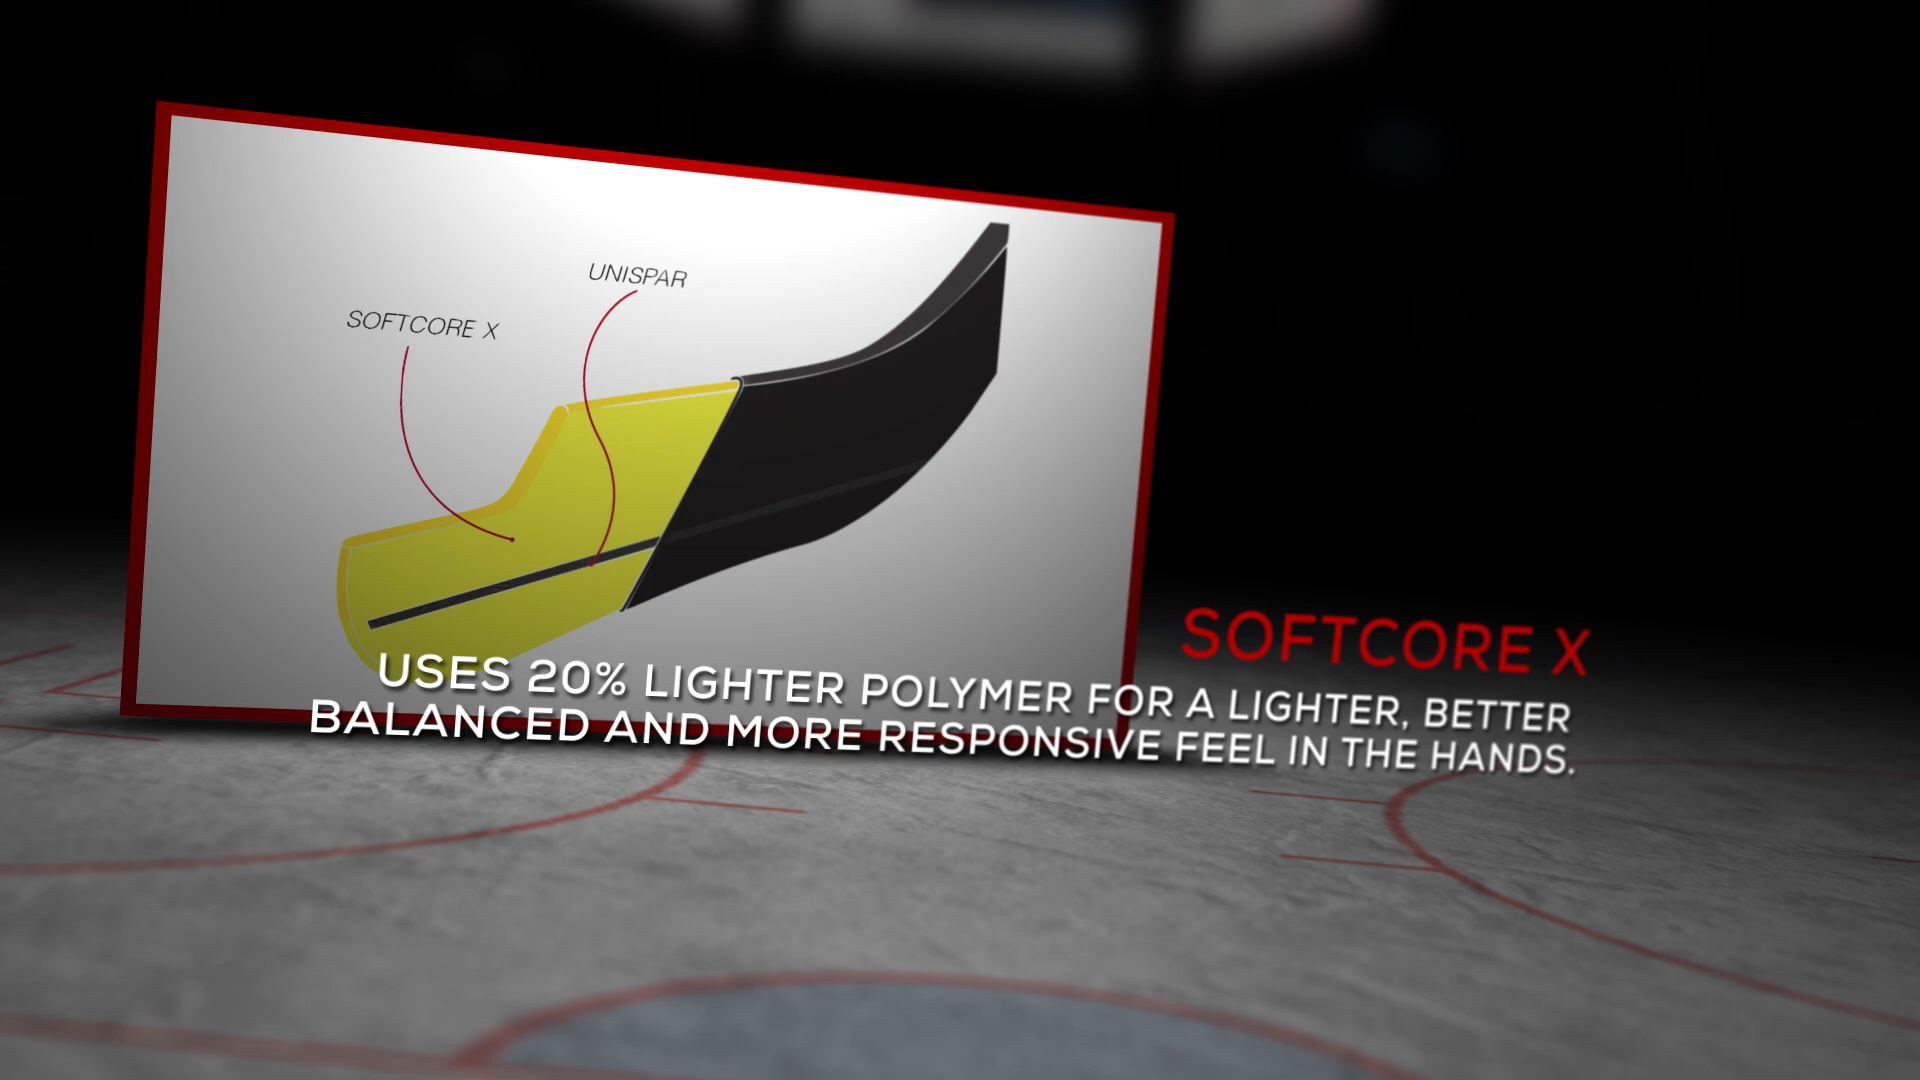 UNISPAR
SOFTCORE X
SOFTCORE X
USES 20% LIGHTER POLYMER FOR A LIGHTER, BETTER
BALANCED AND MORE RESPONSIVE FEEL IN THE HANDS.